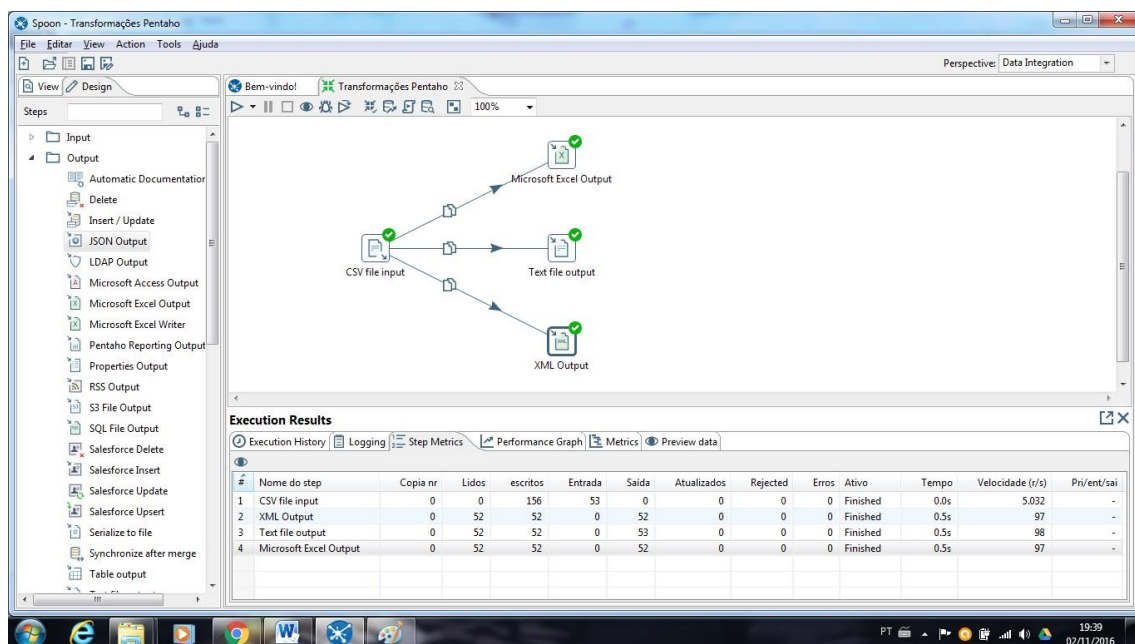 Spoon - Transformações Pentaho
File Editar View Action Tools Ajuda
Perspective: Data Integration
View Design
Steps
Input
Output
Automatic Documentation
Delete
Insert / Update
JSON Output
LDAP Output
Microsoft Access Output
Microsoft Excel Output
Microsoft Excel Writer
Pentaho Reporting Output
Properties Output
RSS Output
S3 File Output
SQL File Output
Salesforce Delete
Salesforce Insert
Salesforce Update
Salesforce Upsert
Serialize to file
Synchronize after merge
Table output
Bem-vindo! Transformações Pentaho
100%
Microsoft Excel Output
CSV file input
Text file output
XML Output
Execution Results
Execution History Logging Step Metrics Performance Graph Metrics Preview data
# Nome do step Copia nr Lidos escritos Entrada Saída Atualizados Rejected Erros Ativo Tempo Velocidade (r/s) Pri/ent/sai
1 CSV file input 0 0 156 53 0 0 0 0 Finished 0.0s 5.032 -
2 XML Output 0 52 52 0 52 0 0 0 Finished 0.5s 97 -
3 Text file output 0 52 52 0 53 0 0 0 Finished 0.5s 98 -
4 Microsoft Excel Output 0 52 52 0 52 0 0 0 Finished 0.5s 97 -
PT
19:39
02/11/2016